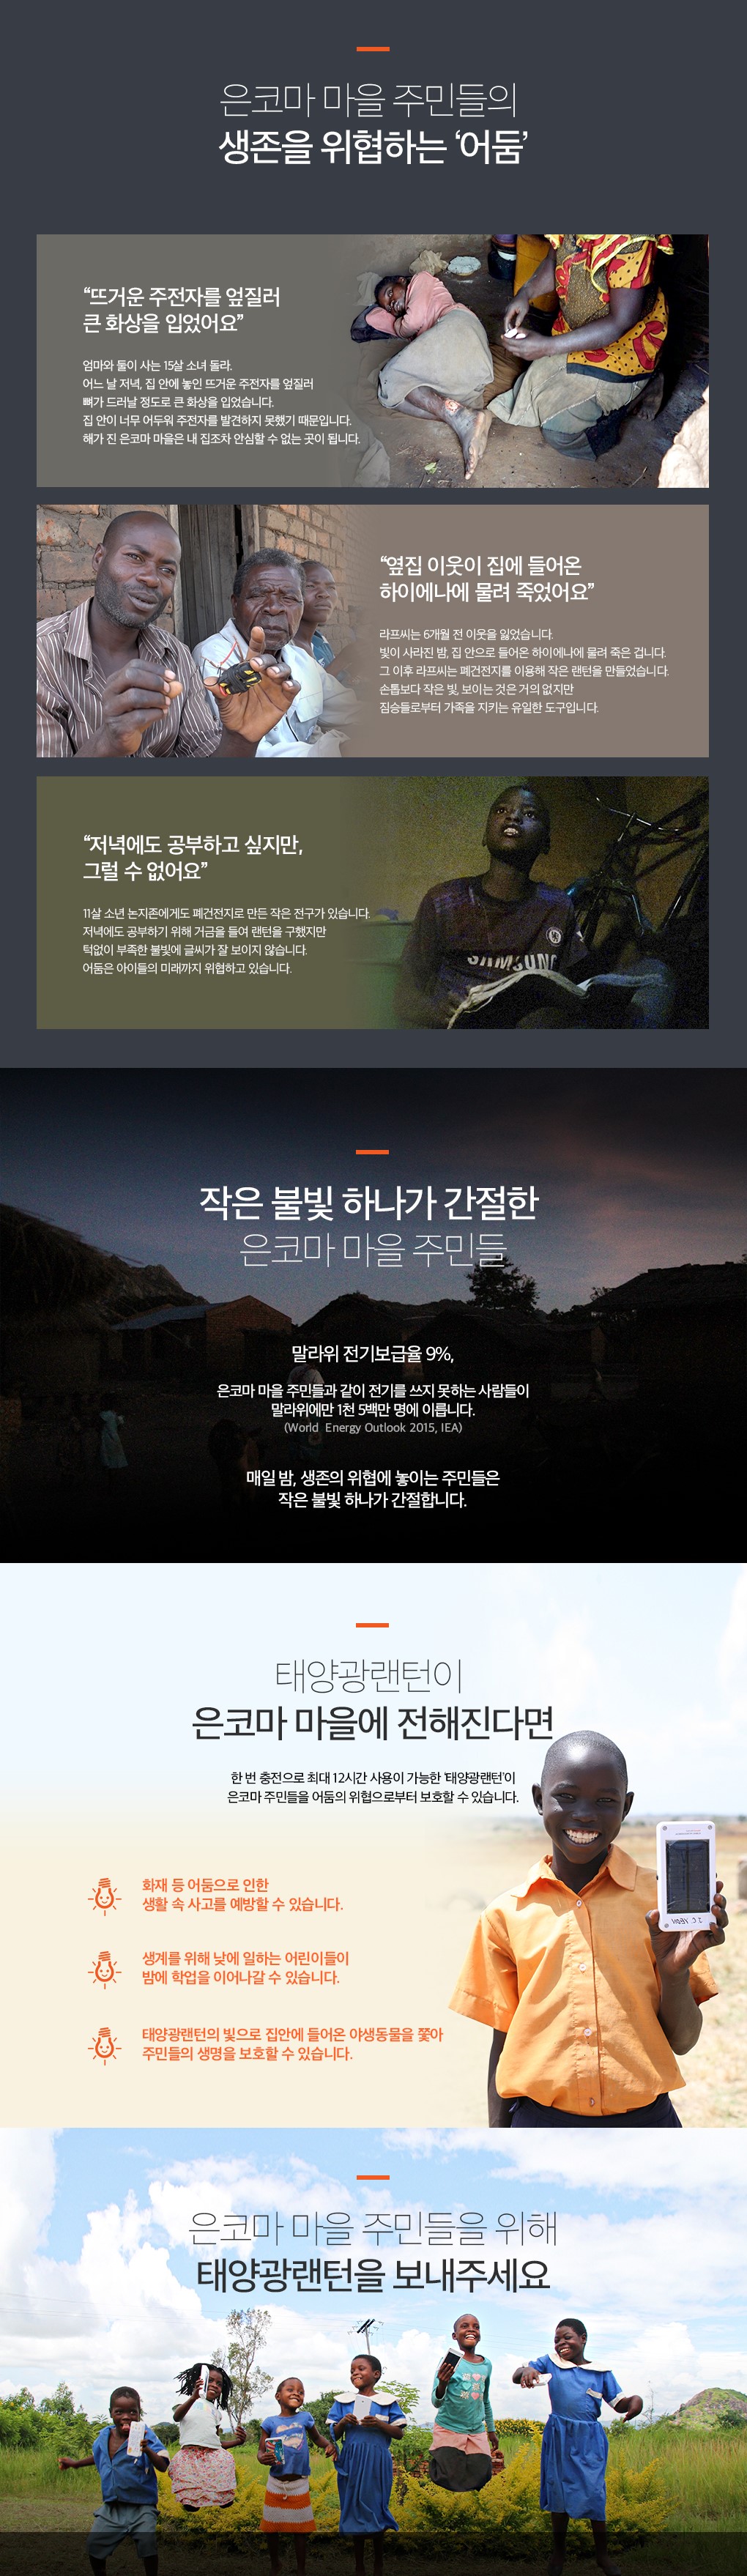 은코마 마을 주민들의
생존을 위협하는 ‘어둠’
“뜨거운 주전자를 엎질러
큰 화상을 입었어요”
엄마와 둘이 사는 15살 소녀 둘라.
어느 날 저녁, 집 안에 놓인 뜨거운 주전자를 엎질러
뼈가 드러날 정도로 큰 화상을 입었습니다.
집 안이 너무 어두워 주전자를 발견하지 못했기 때문입니다.
해가 진 은코마 마을은 내 집조차 안심할 수 없는 곳이 됩니다.
“옆집 이웃이 집에 들어온
하이에나에 물려 죽었어요”
라프씨는 6개월 전 이웃을 잃었습니다.
빛이 사라진 밤, 집 안으로 들어온 하이에나에 물려 죽은 겁니다.
그 이후 라프씨는 폐건전지를 이용해 작은 랜턴을 만들었습니다.
손톱보다 작은 빛, 보이는 것은 거의 없지만
짐승들로부터 가족을 지키는 유일한 도구입니다.
“저녁에도 공부하고 싶지만,
그럴 수 없어요”
11살 소년 논지존에게도 폐건전지로 만든 작은 전구가 있습니다.
저녁에도 공부하기 위해 거금을 들여 랜턴을 구했지만
턱없이 부족한 불빛에 글씨가 잘 보이지 않습니다.
어둠은 아이들의 미래까지 위협하고 있습니다.
SAMSUNG
작은 불빛 하나가 간절한
은코마 마을 주민들
말라위 전기보급율 9%,
은코마 마을 주민들과 같이 전기를 쓰지 못하는 사람들이
말라위에만 1천 5백만 명에 이릅니다.
(World Energy Outlook 2015, IEA)
매일 밤, 생존의 위협에 놓이는 주민들은
작은 불빛 하나가 간절합니다.
태양광랜턴이
은코마 마을에 전해진다면
한 번 충전으로 최대 12시간 사용이 가능한 '태양광랜턴'이
은코마 주민들을 어둠의 위협으로부터 보호할 수 있습니다.
화재 등 어둠으로 인한
생활 속 사고를 예방할 수 있습니다.
생계를 위해 낮에 일하는 어린이들이
밤에 학업을 이어나갈 수 있습니다.
태양광랜턴의 빛으로 집안에 들어온 야생동물을 쫓아
주민들의 생명을 보호할 수 있습니다.
은코마 마을 주민들을 위해
태양광랜턴을 보내주세요